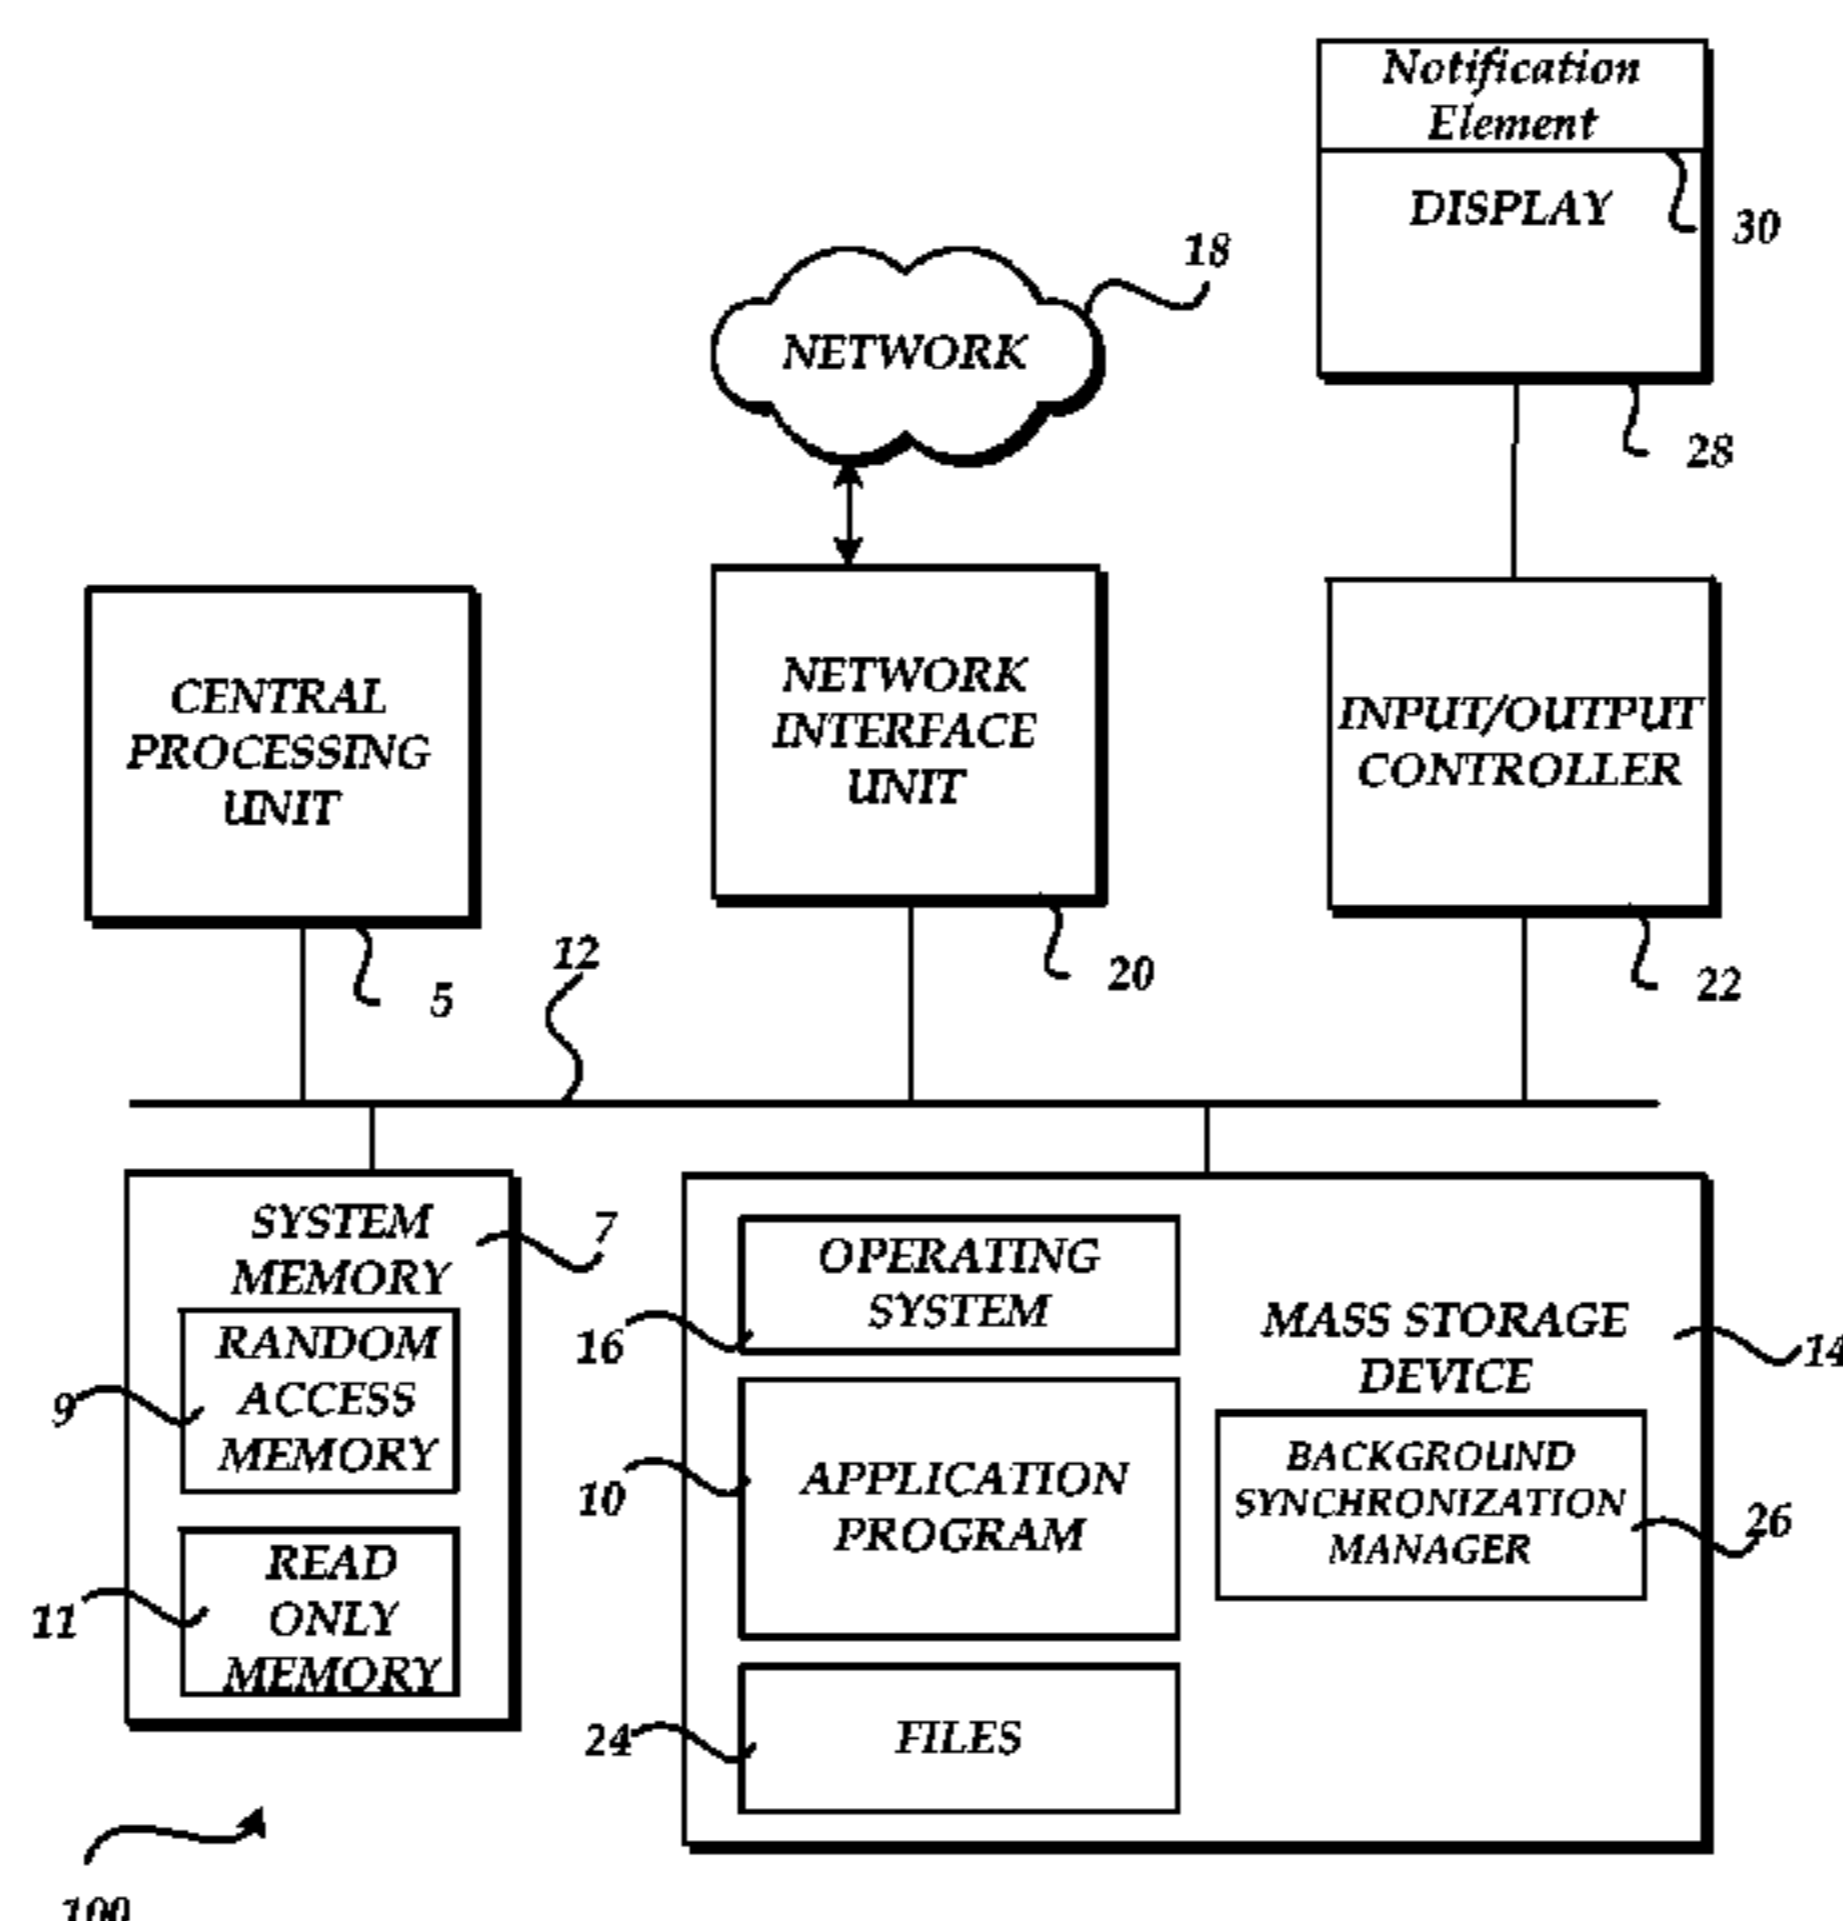 Notification
Element
DISPLAY
30
18
NETWORK
28
CENTRAL
PROCESSING
UNIT
NETWORK
INTERFACE
UNIT
INPUT/OUTPUT
CONTROLLER
5
12
20
22
SYSTEM
MEMORY
7
RANDOM
ACCESS
MEMORY
9
READ
ONLY
MEMORY
11
OPERATING
SYSTEM
16
MASS STORAGE
DEVICE
14
APPLICATION
PROGRAM
10
BACKGROUND
SYNCHRONIZATION
MANAGER
26
FILES
24
100